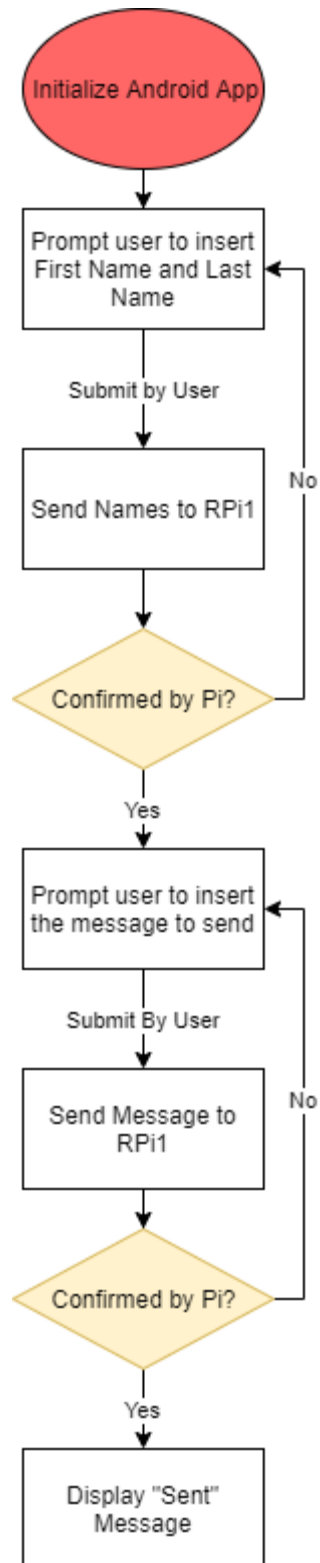 Initialize Android App
Prompt user to insert
First Name and Last
Name
Submit by User
No
Send Names to RPi1
Confirmed by Pi?
Yes
Prompt user to insert
the message to send
Submit By User
No
Send Message to
RPi1
Confirmed by Pi?
Yes
Display "Sent"
Message